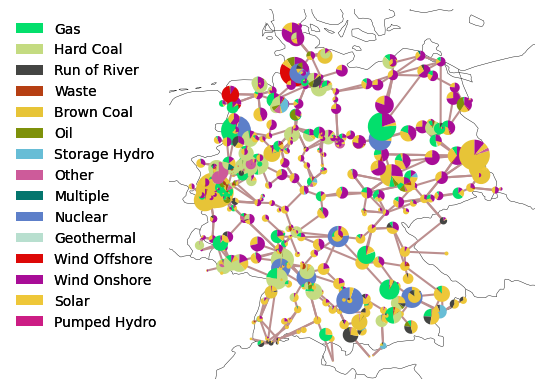 Gas
Hard Coal
Run of River
Waste
Brown Coal
Oil
Storage Hydro
Other
Multiple
Nuclear
Geothermal
Wind Offshore
Wind Onshore
Solar
Pumped Hydro